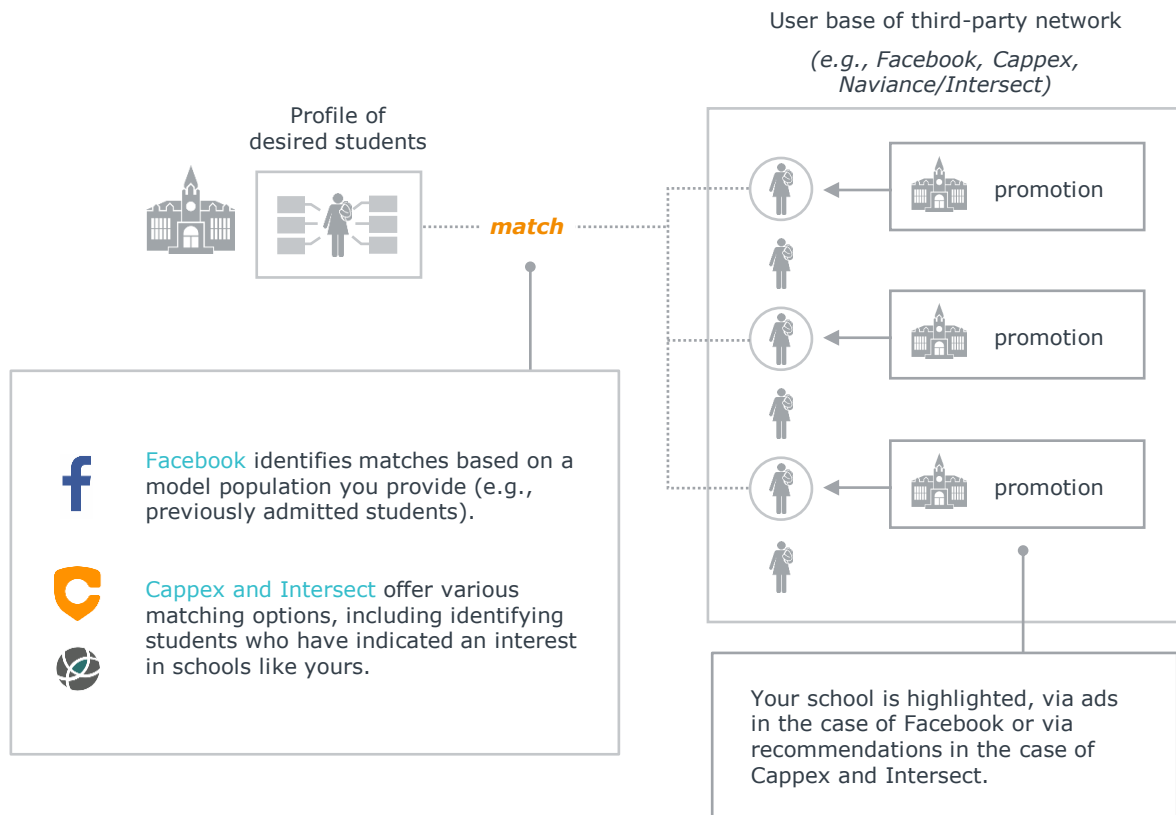 User base of third-party network
(e.g., Facebook, Cappex,
Naviance/Intersect)
Profile of
desired students
match
promotion
promotion
promotion
Facebook identifies matches based on a
model population you provide (e.g.,
previously admitted students).
Cappex and Intersect offer various
matching options, including identifying
students who have indicated an interest
in schools like yours.
Your school is highlighted, via ads
in the case of Facebook or via
recommendations in the case of
Cappex and Intersect.